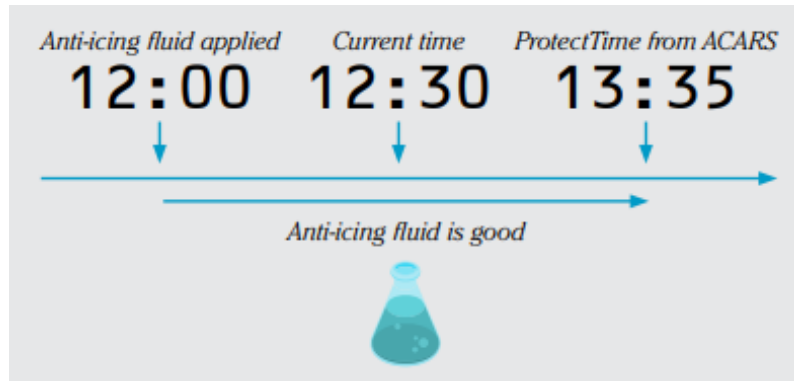 Anti-icing fluid applied
Current time
ProtectTime from ACARS
12:00
12:30
13:35
Anti-icing fluid is good